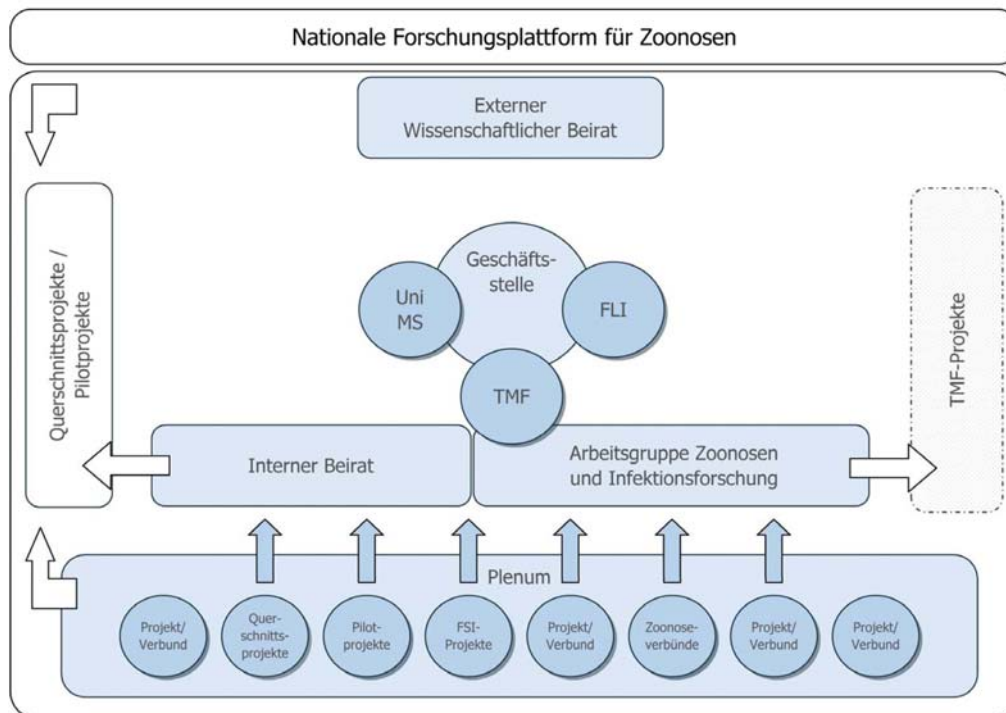 Nationale Forschungsplattform für Zoonosen
Externer
Wissenschaftlicher Beirat
Querschnittsprojekte /
Pilotprojekte
Geschäfts-
stelle
Uni
MS
FLI
TMF
TMF-Projekte
Interner Beirat
Arbeitsgruppe Zoonosen
und Infektionsforschung
Plenum
Projekt/
Verbund
Quer-
schnitts-
projekte
Pilot-
projekte
FSI-
Projekte
Projekt/
Verbund
Zoonose-
verbünde
Projekt/
Verbund
Projekt/
Verbund